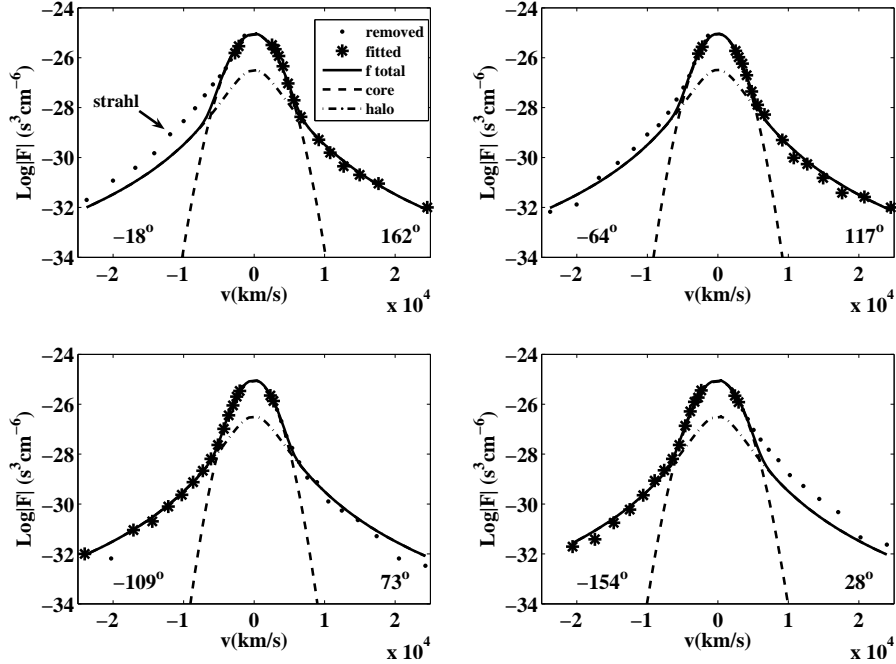 removed
fitted
f total
core
halo
strahl
Log|F| (s³cm⁻⁶)
−24
−26
−28
−30
−32
−34
−18°
162°
−2 −1 0 1 2
v(km/s)
x 10⁴
Log|F| (s³cm⁻⁶)
−24
−26
−28
−30
−32
−34
−64°
117°
−2 −1 0 1 2
v(km/s)
x 10⁴
Log|F| (s³cm⁻⁶)
−24
−26
−28
−30
−32
−34
−109°
73°
−2 −1 0 1 2
v(km/s)
x 10⁴
Log|F| (s³cm⁻⁶)
−24
−26
−28
−30
−32
−34
−154°
28°
−2 −1 0 1 2
v(km/s)
x 10⁴